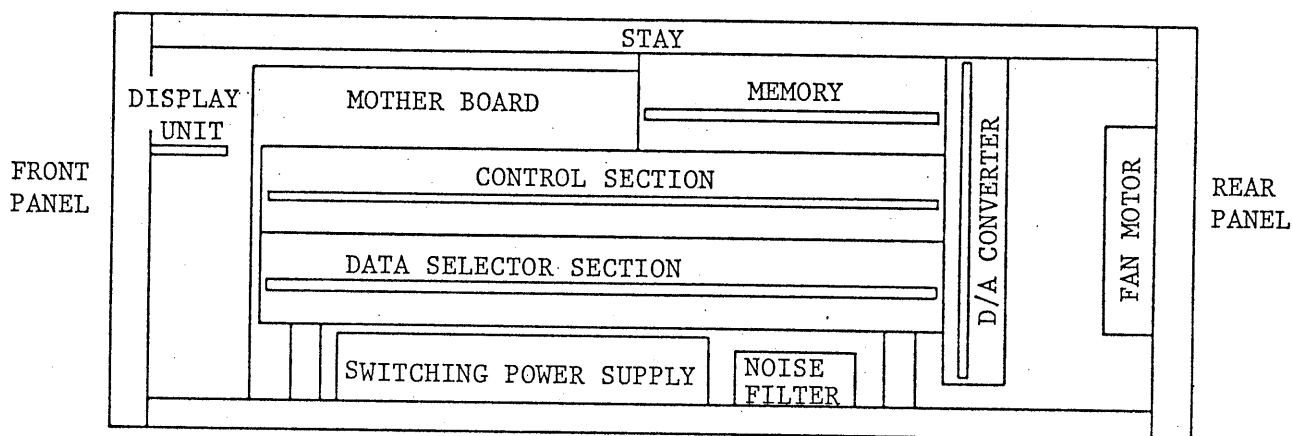 STAY
DISPLAY
UNIT
MOTHER BOARD
MEMORY
FRONT
PANEL
CONTROL SECTION
D/A CONVERTER
FAN MOTOR
REAR
PANEL
DATA SELECTOR SECTION
SWITCHING POWER SUPPLY
NOISE
FILTER